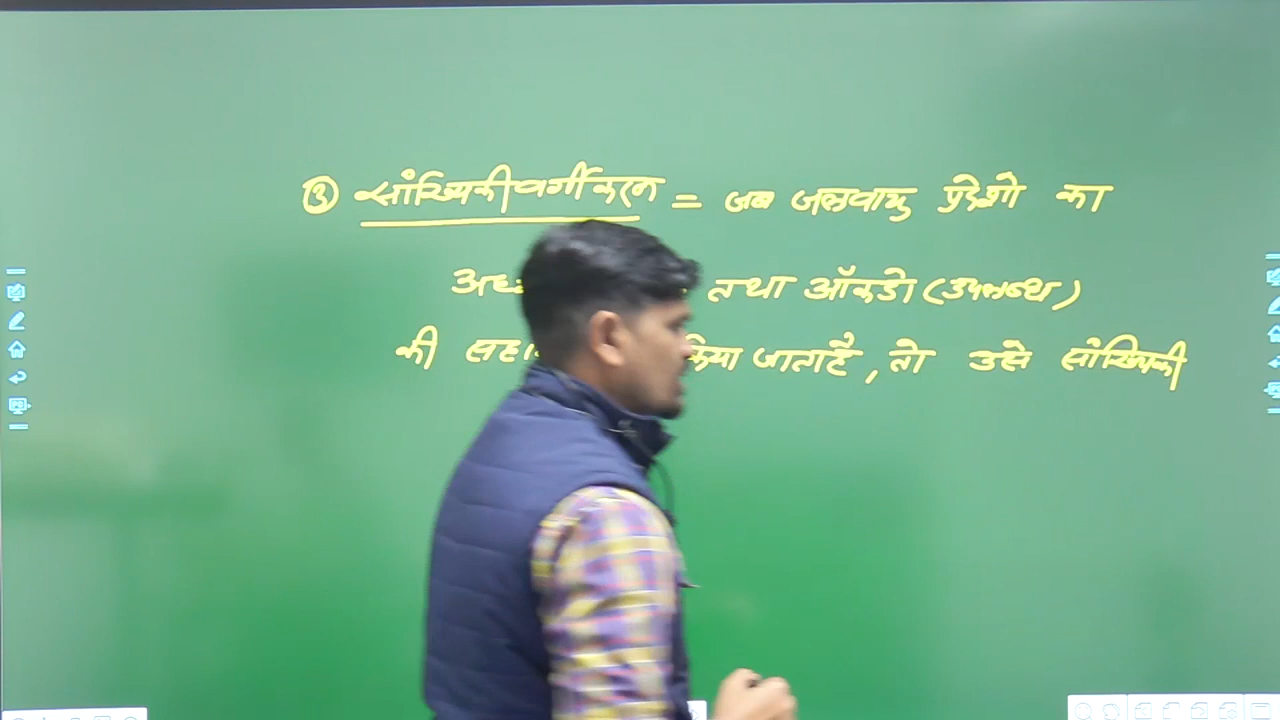 ③ सांख्यिकी वर्गीकरण = जब जलवायु प्रदेशो का
तथा आँकडो (उपलब्ध)
की किया जाता है, तो उसे सांख्यिकी